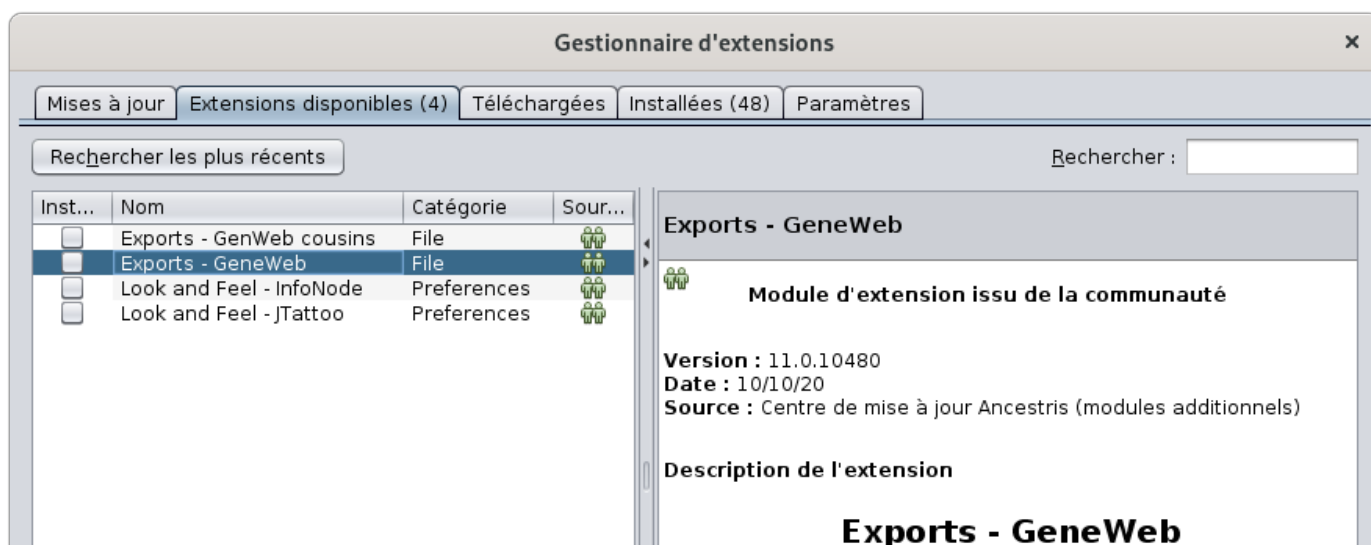 Gestionnaire d'extensions ×
Mises à jour Extensions disponibles (4) Téléchargées Installées (48) Paramètres
Rechercher les plus récents Rechercher :
Inst... Nom Catégorie Sour...
Exports - GenWeb cousins File
Exports - GeneWeb File
Look and Feel - InfoNode Preferences
Look and Feel - JTattoo Preferences
Exports - GeneWeb
Module d'extension issu de la communauté
Version : 11.0.10480
Date : 10/10/20
Source : Centre de mise à jour Ancestris (modules additionnels)
Description de l'extension
Exports - GeneWeb